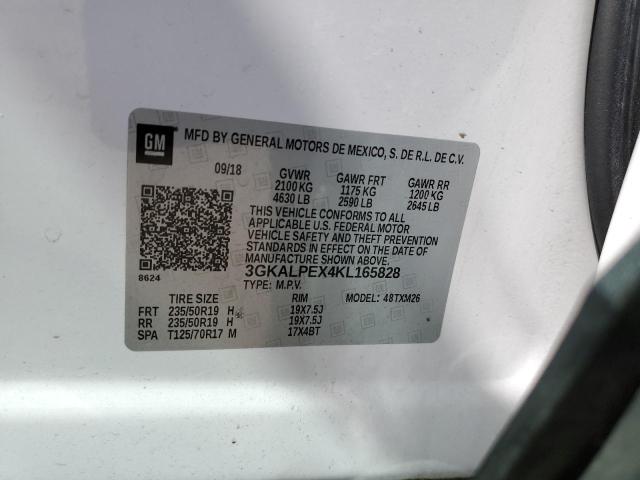 GM
MFD BY GENERAL MOTORS DE MEXICO, S. DE R.L. DE C.V.
09/18 GVWR GAWR FRT GAWR RR
2100 KG 1175 KG 1200 KG
4630 LB 2590 LB 2645 LB
THIS VEHICLE CONFORMS TO ALL
APPLICABLE U.S. FEDERAL MOTOR
VEHICLE SAFETY AND THEFT PREVENTION
STANDARDS IN EFFECT ON THE DATE OF
MANUFACTURE SHOWN ABOVE.
8624 3GKALPEX4KL165828
TYPE: M.P.V. MODEL: 48TXM26
TIRE SIZE RIM
FRT 235/50R19 H 19X7.5J
RR 235/50R19 H 19X7.5J
SPA T125/70R17 M 17X4BT